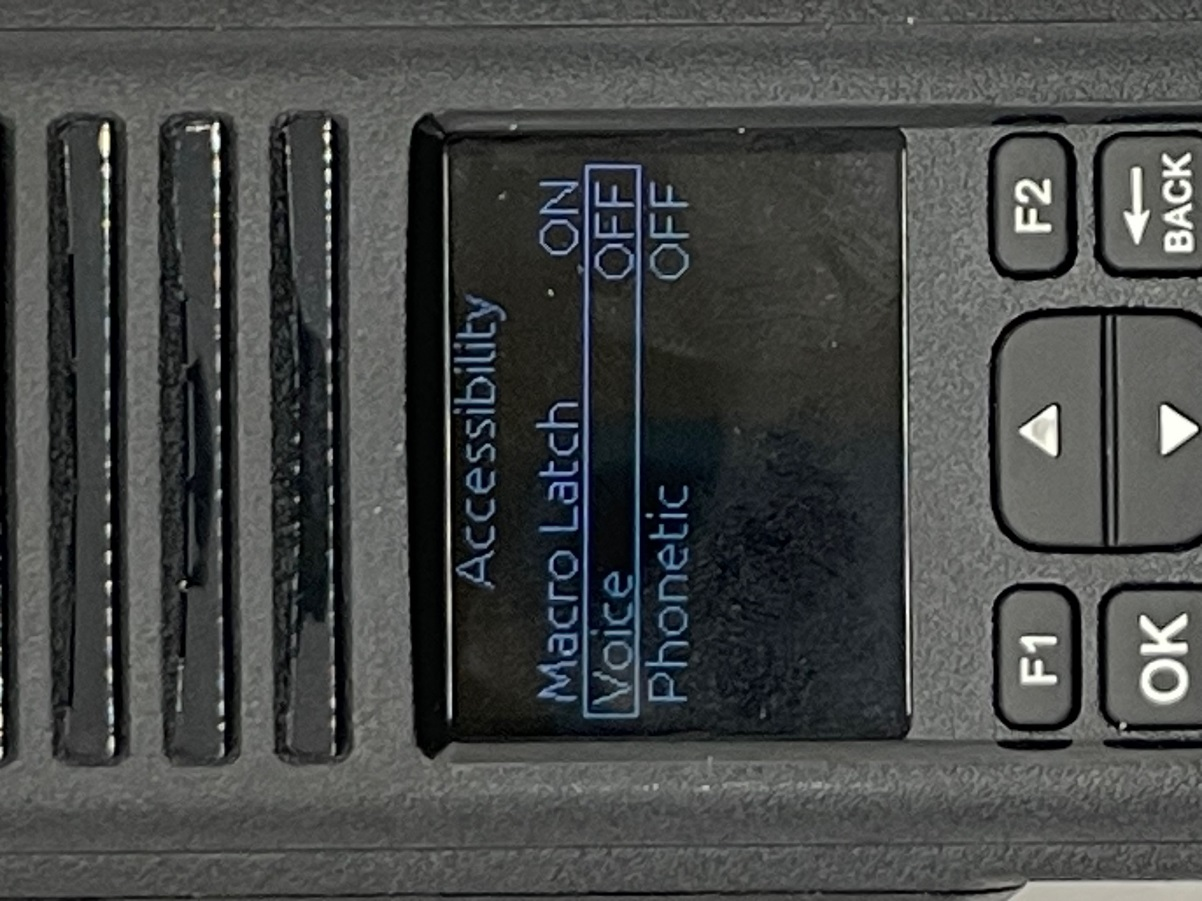 Accessibility
Macro Latch ON
Voice OFF
Phonetic OFF
F1 F2
OK ← BACK